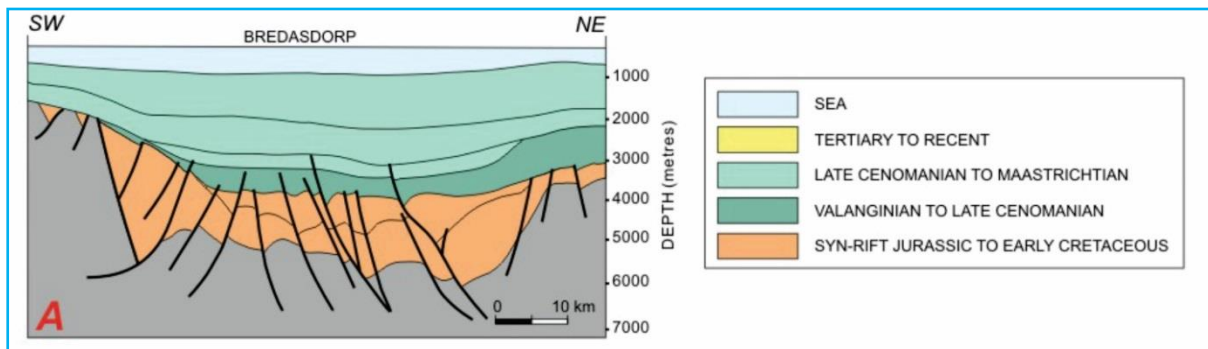 SW
BREDASDORP
NE
1000
2000
3000
4000
5000
6000
7000
DEPTH (metres)
A
0 10 km
SEA
TERTIARY TO RECENT
LATE CENOMANIAN TO MAASTRICHTIAN
VALANGINIAN TO LATE CENOMANIAN
SYN-RIFT JURASSIC TO EARLY CRETACEOUS